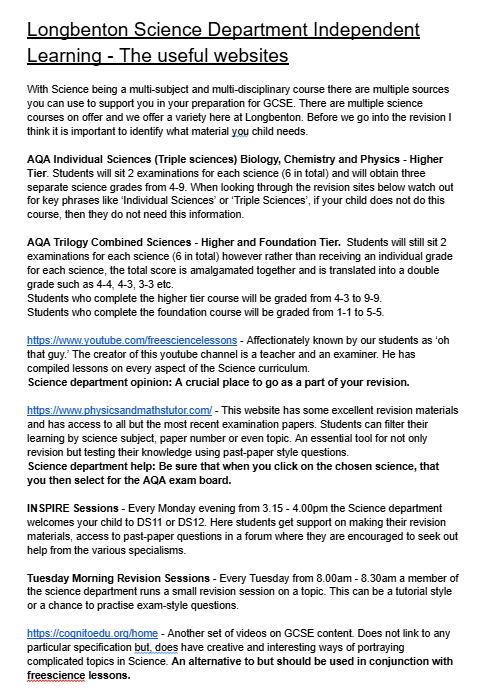 Longbenton Science Department Independent
Learning - The useful websites
With Science being a multi-subject and multi-disciplinary course there are multiple sources
you can use to support you in your preparation for GCSE. There are multiple science
courses on offer and we offer a variety here at Longbenton. Before we go into the revision I
think it is important to identify what material you child needs.
AQA Individual Sciences (Triple sciences) Biology, Chemistry and Physics - Higher
Tier. Students will sit 2 examinations for each science (6 in total) and will obtain three
separate science grades from 4-9. When looking through the revision sites below watch out
for key phrases like 'Individual Sciences' or 'Triple Sciences', if your child does not do this
course, then they do not need this information.
AQA Trilogy Combined Sciences - Higher and Foundation Tier. Students will still sit 2
examinations for each science (6 in total) however rather than receiving an individual grade
for each science, the total score is amalgamated together and is translated into a double
grade such as 4-4, 4-3, 3-3 etc.
Students who complete the higher tier course will be graded from 4-3 to 9-9.
Students who complete the foundation course will be graded from 1-1 to 5-5.
https://www.youtube.com/freesciencelessons - Affectionately known by our students as 'oh
that guy.' The creator of this youtube channel is a teacher and an examiner. He has
compiled lessons on every aspect of the Science curriculum.
Science department opinion: A crucial place to go as a part of your revision.
https://www.physicsandmathstutor.com/ - This website has some excellent revision materials
and has access to all but the most recent examination papers. Students can filter their
learning by science subject, paper number or even topic. An essential tool for not only
revision but testing their knowledge using past-paper style questions.
Science department help: Be sure that when you click on the chosen science, that
you then select for the AQA exam board.
INSPIRE Sessions - Every Monday evening from 3.15 - 4.00pm the Science department
welcomes your child to DS11 or DS12. Here students get support on making their revision
materials, access to past-paper questions in a forum where they are encouraged to seek out
help from the various specialisms.
Tuesday Morning Revision Sessions - Every Tuesday from 8.00am - 8.30am a member of
the science department runs a small revision session on a topic. This can be a tutorial style
or a chance to practise exam-style questions.
https://cognitoedu.org/home - Another set of videos on GCSE content. Does not link to any
particular specification but, does have creative and interesting ways of portraying
complicated topics in Science. An alternative to but should be used in conjunction with
freescience lessons.